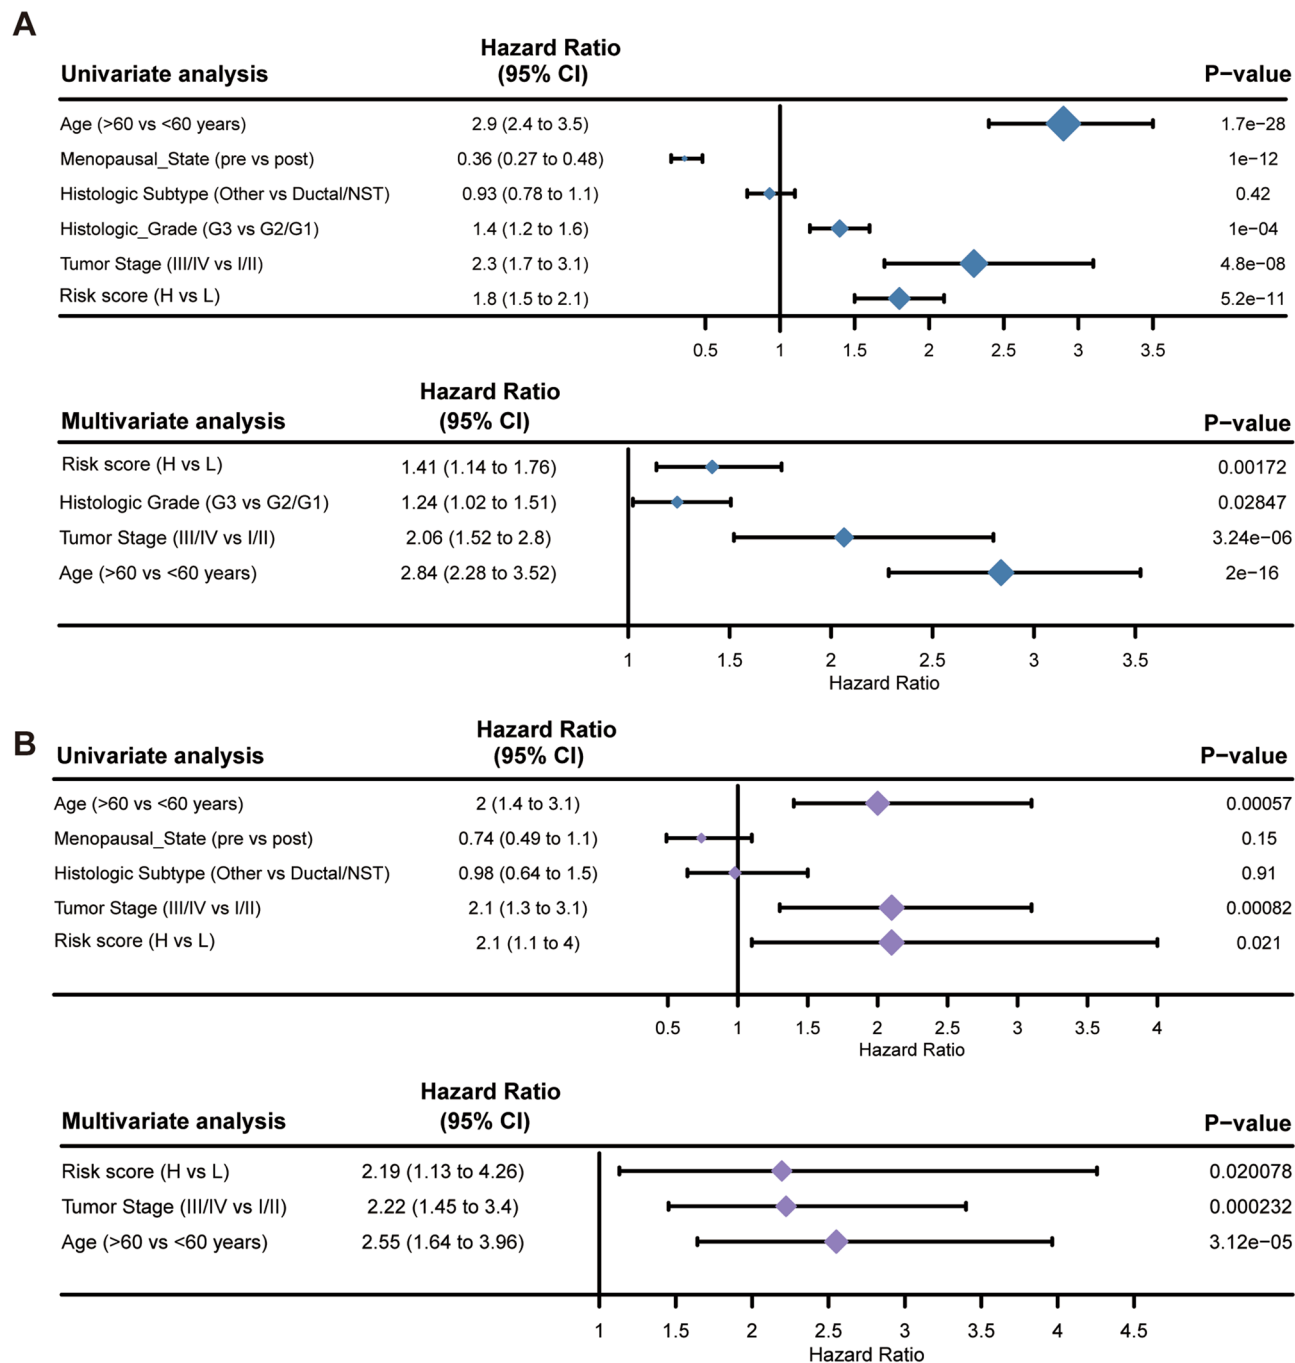 A
Hazard Ratio
Univariate analysis (95% CI) P−value
Age (>60 vs <60 years) 2.9 (2.4 to 3.5) 1.7e−28
Menopausal_State (pre vs post) 0.36 (0.27 to 0.48) 1e−12
Histologic Subtype (Other vs Ductal/NST) 0.93 (0.78 to 1.1) 0.42
Histologic_Grade (G3 vs G2/G1) 1.4 (1.2 to 1.6) 1e−04
Tumor Stage (III/IV vs I/II) 2.3 (1.7 to 3.1) 4.8e−08
Risk score (H vs L) 1.8 (1.5 to 2.1) 5.2e−11
0.5 1 1.5 2 2.5 3 3.5
Hazard Ratio
Multivariate analysis (95% CI) P−value
Risk score (H vs L) 1.41 (1.14 to 1.76) 0.00172
Histologic Grade (G3 vs G2/G1) 1.24 (1.02 to 1.51) 0.02847
Tumor Stage (III/IV vs I/II) 2.06 (1.52 to 2.8) 3.24e−06
Age (>60 vs <60 years) 2.84 (2.28 to 3.52) 2e−16
1 1.5 2 2.5 3 3.5
Hazard Ratio
B
Hazard Ratio
Univariate analysis (95% CI) P−value
Age (>60 vs <60 years) 2 (1.4 to 3.1) 0.00057
Menopausal_State (pre vs post) 0.74 (0.49 to 1.1) 0.15
Histologic Subtype (Other vs Ductal/NST) 0.98 (0.64 to 1.5) 0.91
Tumor Stage (III/IV vs I/II) 2.1 (1.3 to 3.1) 0.00082
Risk score (H vs L) 2.1 (1.1 to 4) 0.021
0.5 1 1.5 2 2.5 3 3.5 4
Hazard Ratio
Hazard Ratio
Multivariate analysis (95% CI) P−value
Risk score (H vs L) 2.19 (1.13 to 4.26) 0.020078
Tumor Stage (III/IV vs I/II) 2.22 (1.45 to 3.4) 0.000232
Age (>60 vs <60 years) 2.55 (1.64 to 3.96) 3.12e−05
1 1.5 2 2.5 3 3.5 4 4.5
Hazard Ratio